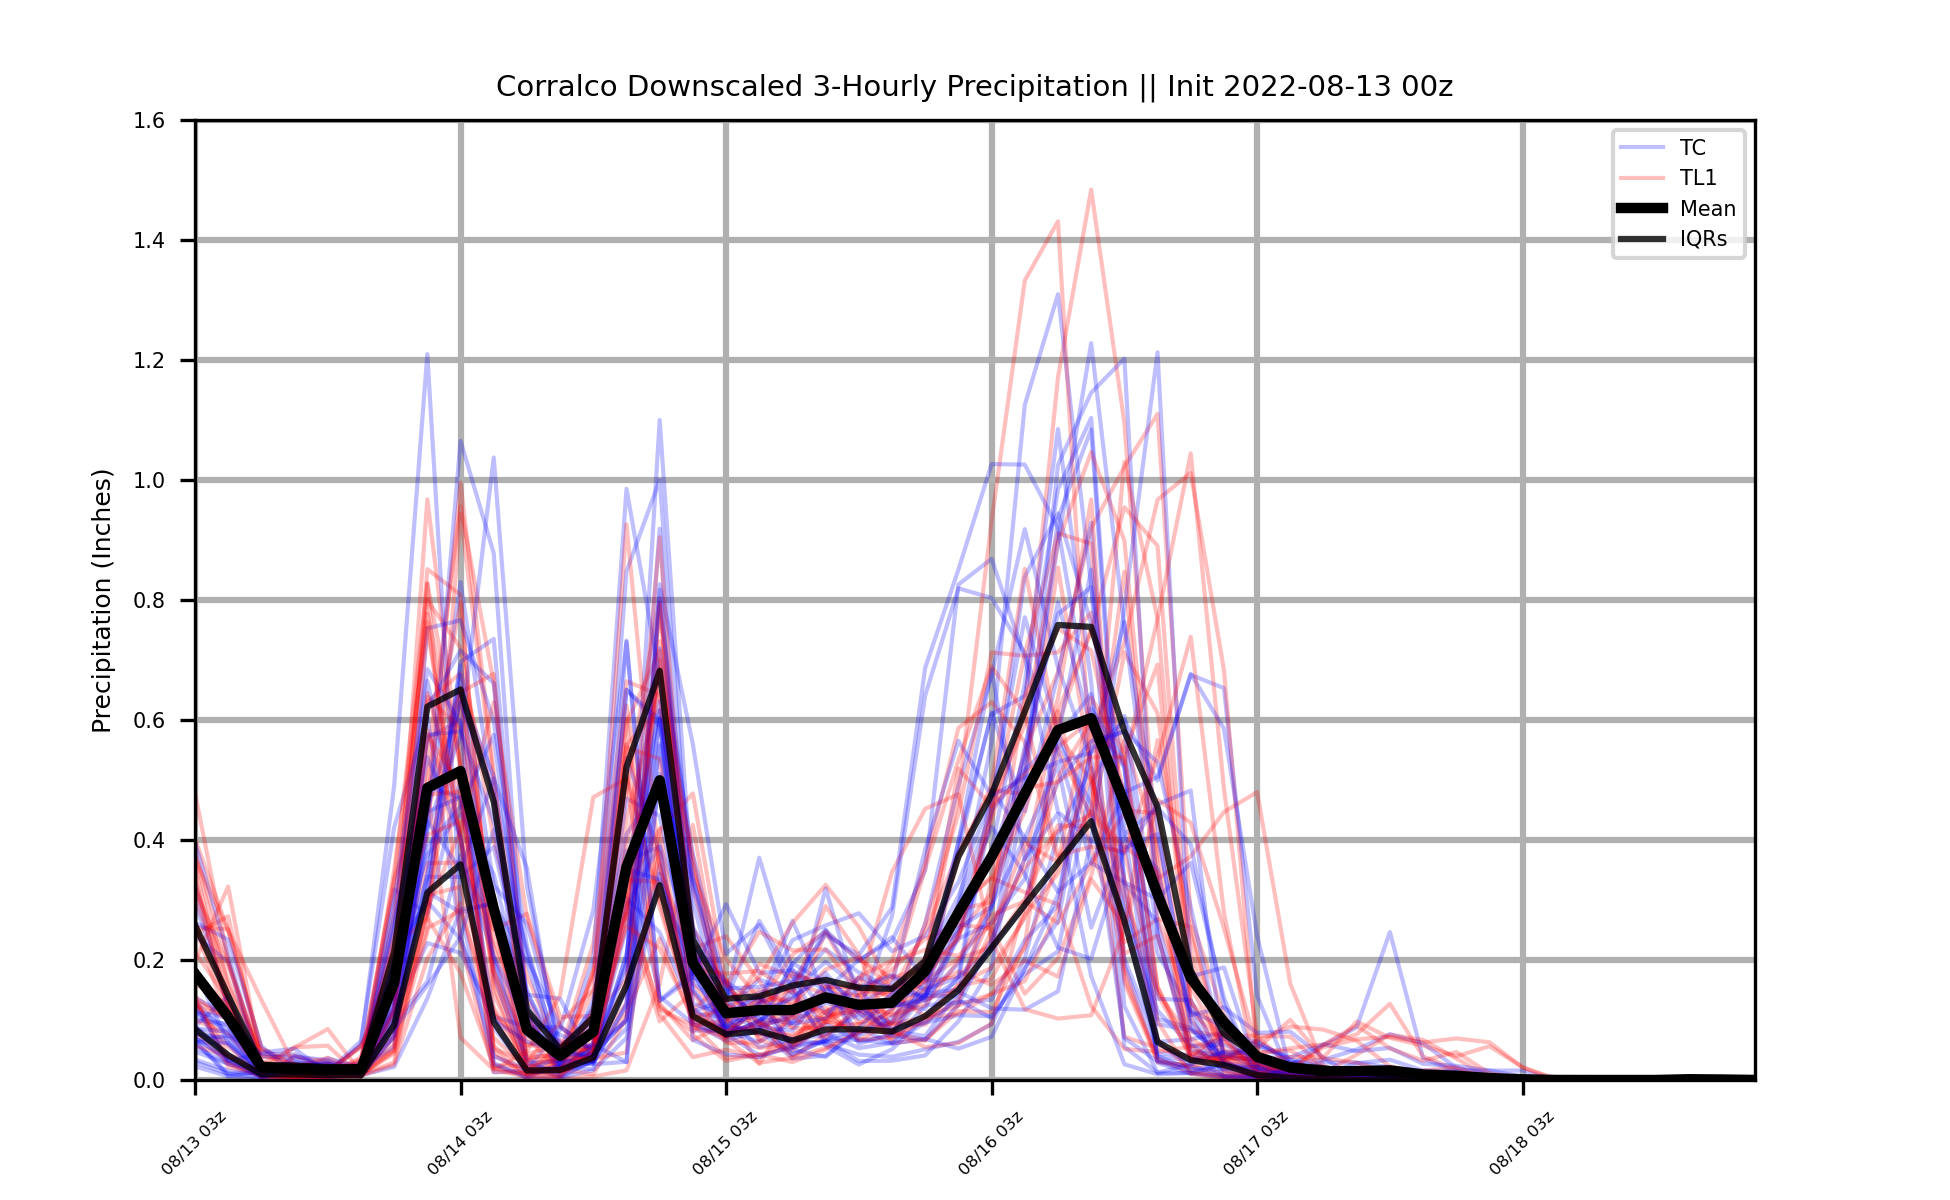 Corralco Downscaled 3-Hourly Precipitation || Init 2022-08-13 00z
TC
TL1
Mean
IQRs
Precipitation (Inches)
1.6
1.4
1.2
1.0
0.8
0.6
0.4
0.2
0.0
08/13 03z
08/14 03z
08/15 03z
08/16 03z
08/17 03z
08/18 03z